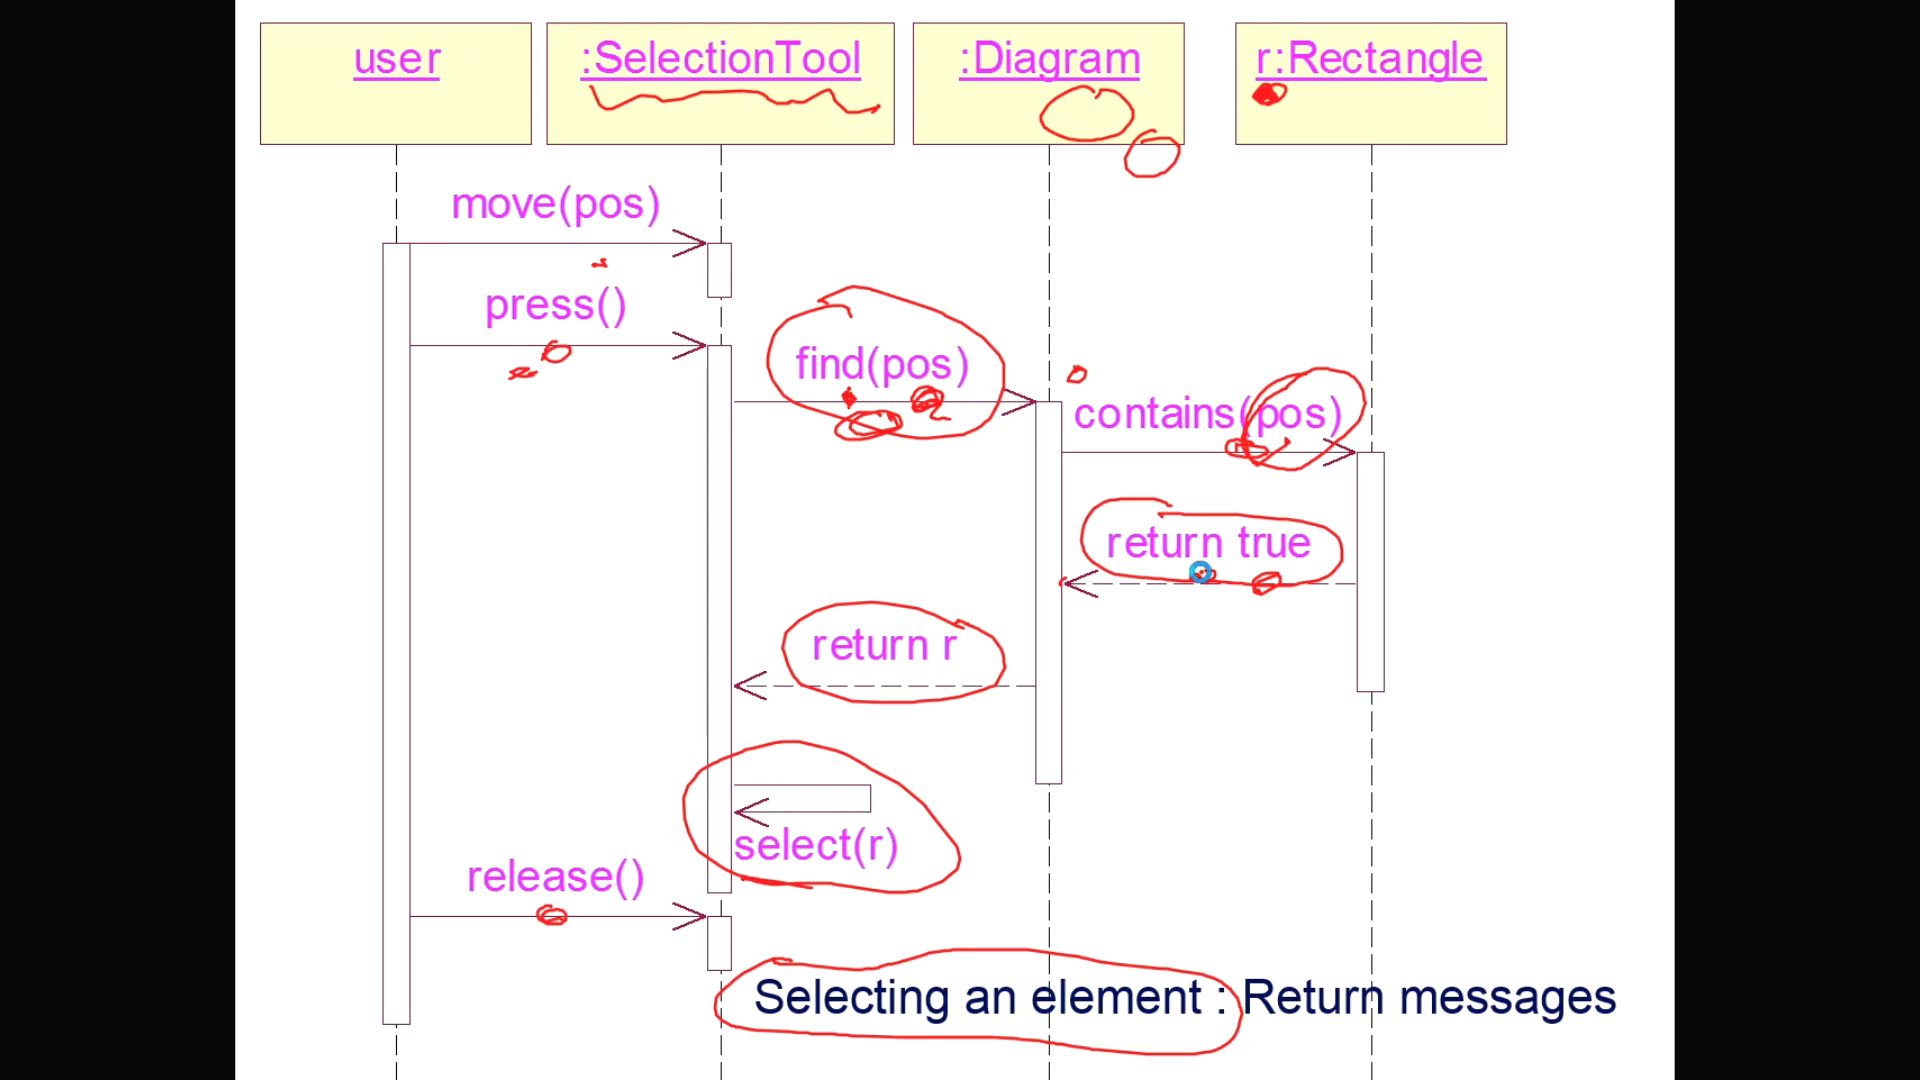 user
:SelectionTool
:Diagram
r:Rectangle
move(pos)
press()
find(pos)
contains(pos)
return true
return r
select(r)
release()
Selecting an element : Return messages